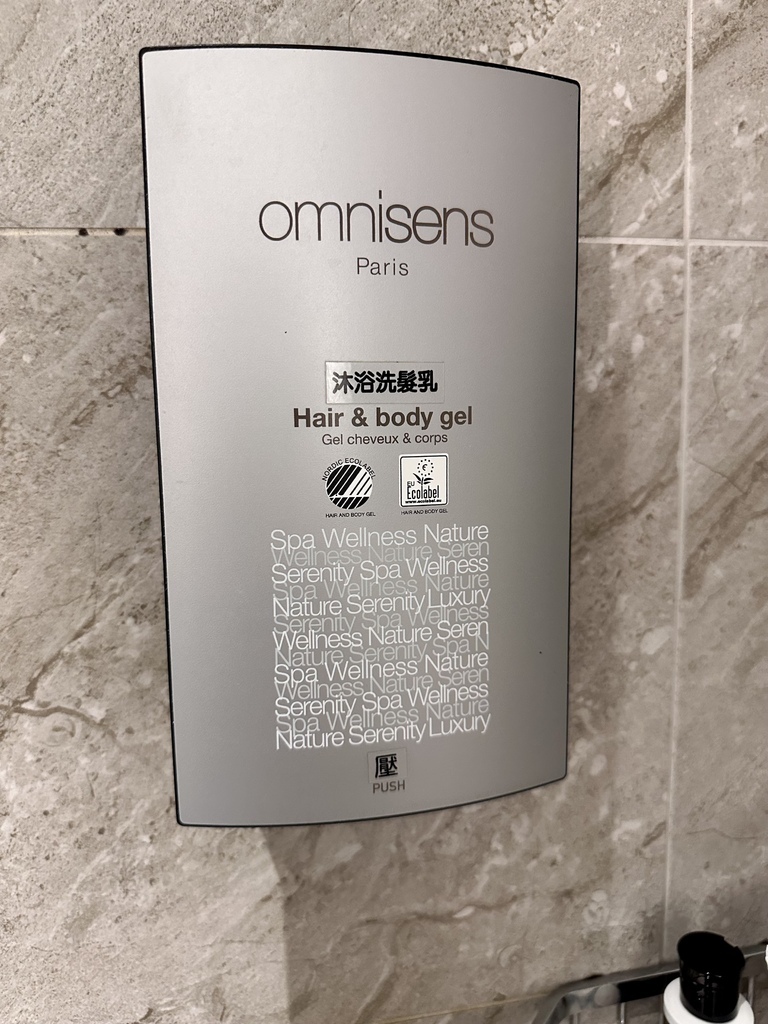 omnisens
Paris
沐浴洗髮乳
Hair & body gel
Gel cheveux & corps
NORDIC ECOLABEL
HAIR AND BODY GEL
EU
Ecolabel
www.ecolabel.eu
HAIR AND BODY GEL
Spa Wellness Nature
Wellness Nature Seren
Serenity Spa Wellness
Spa Wellness Nature
Nature Serenity Luxury
Serenity Spa Wellness
Wellness Nature Seren
Nature Serenity Spa N
Spa Wellness Nature
Wellness Nature Seren
Serenity Spa Wellness
Spa Wellness Nature
Nature Serenity Luxury
壓
PUSH